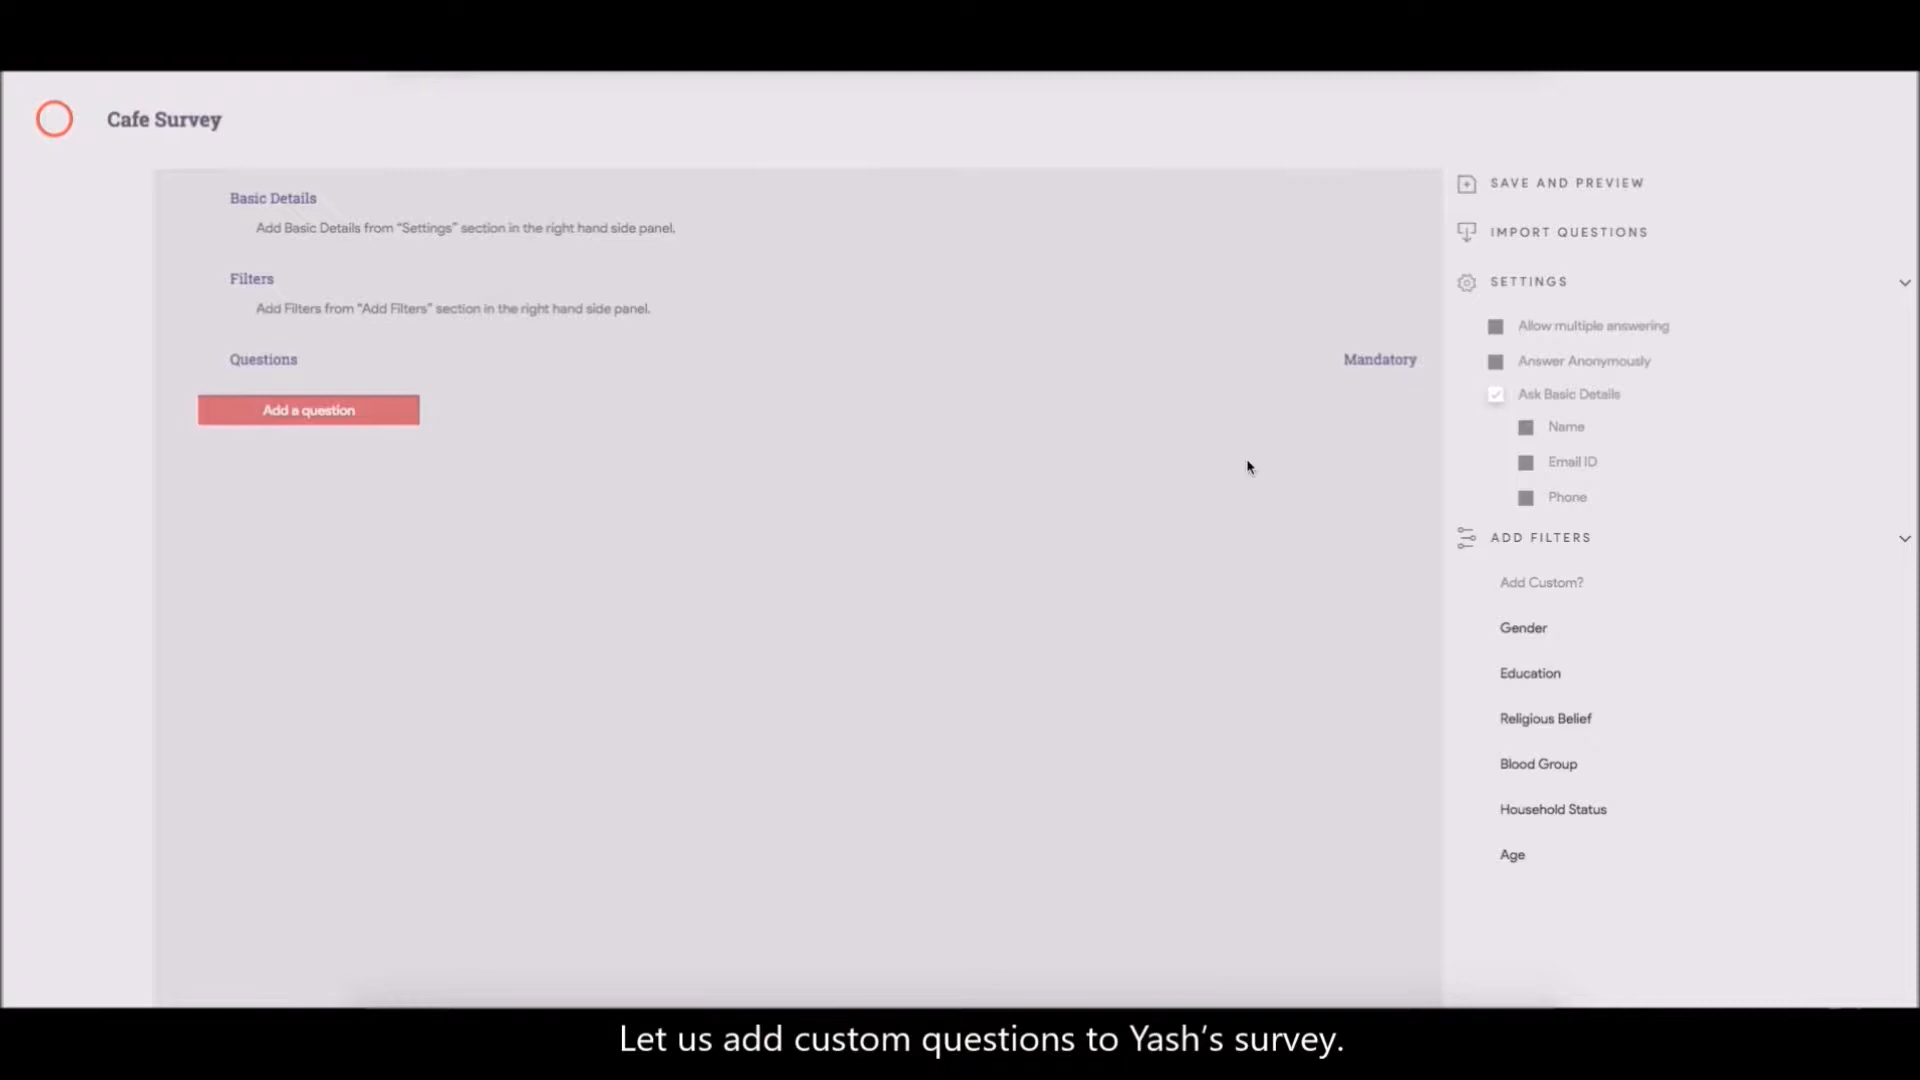 Cafe Survey
Basic Details
Add Basic Details from “Settings” section in the right hand side panel.
Filters
Add Filters from “Add Filters” section in the right hand side panel.
Questions
Mandatory
Add a question
SAVE AND PREVIEW
IMPORT QUESTIONS
SETTINGS
Allow multiple answering
Answer Anonymously
Ask Basic Details
Name
Email ID
Phone
ADD FILTERS
Add Custom?
Gender
Education
Religious Belief
Blood Group
Household Status
Age
Let us add custom questions to Yash’s survey.